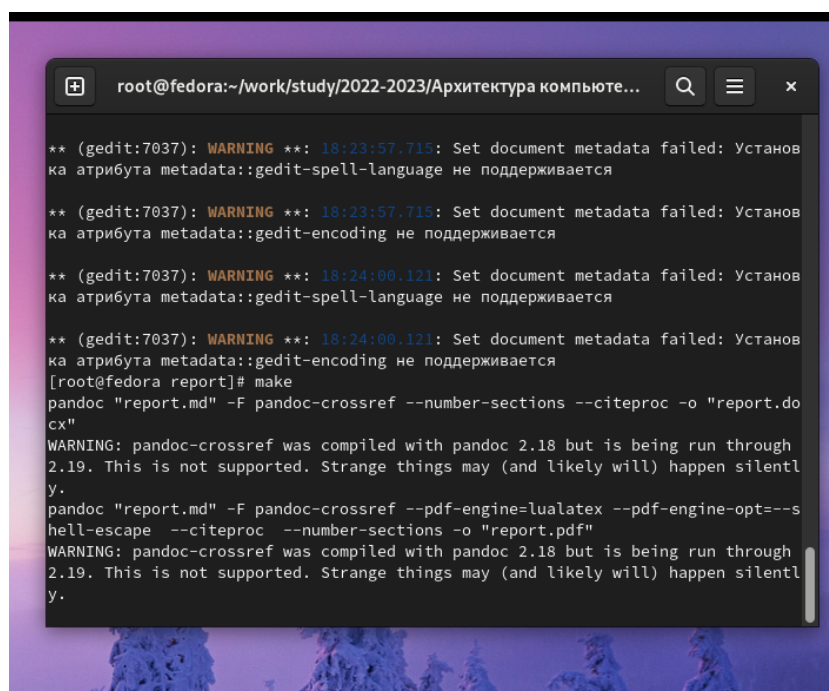 root@fedora:~/work/study/2022-2023/Архитектура компьюте...
** (gedit:7037): WARNING **: 18:23:57.715: Set document metadata failed: Установ
ка атрибута metadata::gedit-spell-language не поддерживается
** (gedit:7037): WARNING **: 18:23:57.715: Set document metadata failed: Установ
ка атрибута metadata::gedit-encoding не поддерживается
** (gedit:7037): WARNING **: 18:24:00.121: Set document metadata failed: Установ
ка атрибута metadata::gedit-spell-language не поддерживается
** (gedit:7037): WARNING **: 18:24:00.121: Set document metadata failed: Установ
ка атрибута metadata::gedit-encoding не поддерживается
[root@fedora report]# make
pandoc "report.md" -F pandoc-crossref --number-sections --citeproc -o "report.do
cx"
WARNING: pandoc-crossref was compiled with pandoc 2.18 but is being run through
2.19. This is not supported. Strange things may (and likely will) happen silentl
y.
pandoc "report.md" -F pandoc-crossref --pdf-engine=lualatex --pdf-engine-opt=--s
hell-escape  --citeproc  --number-sections -o "report.pdf"
WARNING: pandoc-crossref was compiled with pandoc 2.18 but is being run through
2.19. This is not supported. Strange things may (and likely will) happen silentl
y.